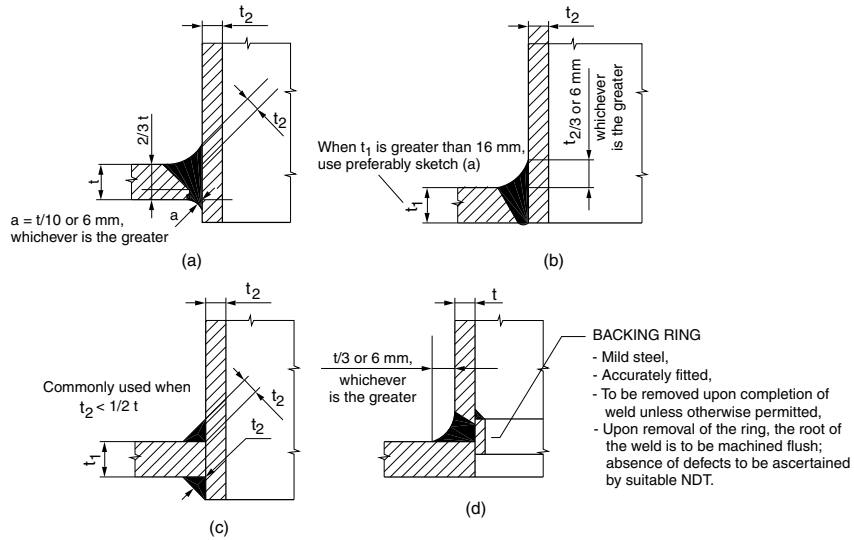 t2
t2
2/3 t
t2
t2/3 or 6 mm
whichever
is the greater
When t1 is greater than 16 mm,
use preferably sketch (a)
t
a
t1
a = t/10 or 6 mm,
whichever is the greater
(a)
(b)
t2
t
t/3 or 6 mm,
whichever
is the greater
BACKING RING
- Mild steel,
- Accurately fitted,
- To be removed upon completion of
weld unless otherwise permitted,
- Upon removal of the ring, the root of
the weld is to be machined flush;
absence of defects to be ascertained
by suitable NDT.
Commonly used when
t2 < 1/2 t
t2
t2
t1
(c)
(d)